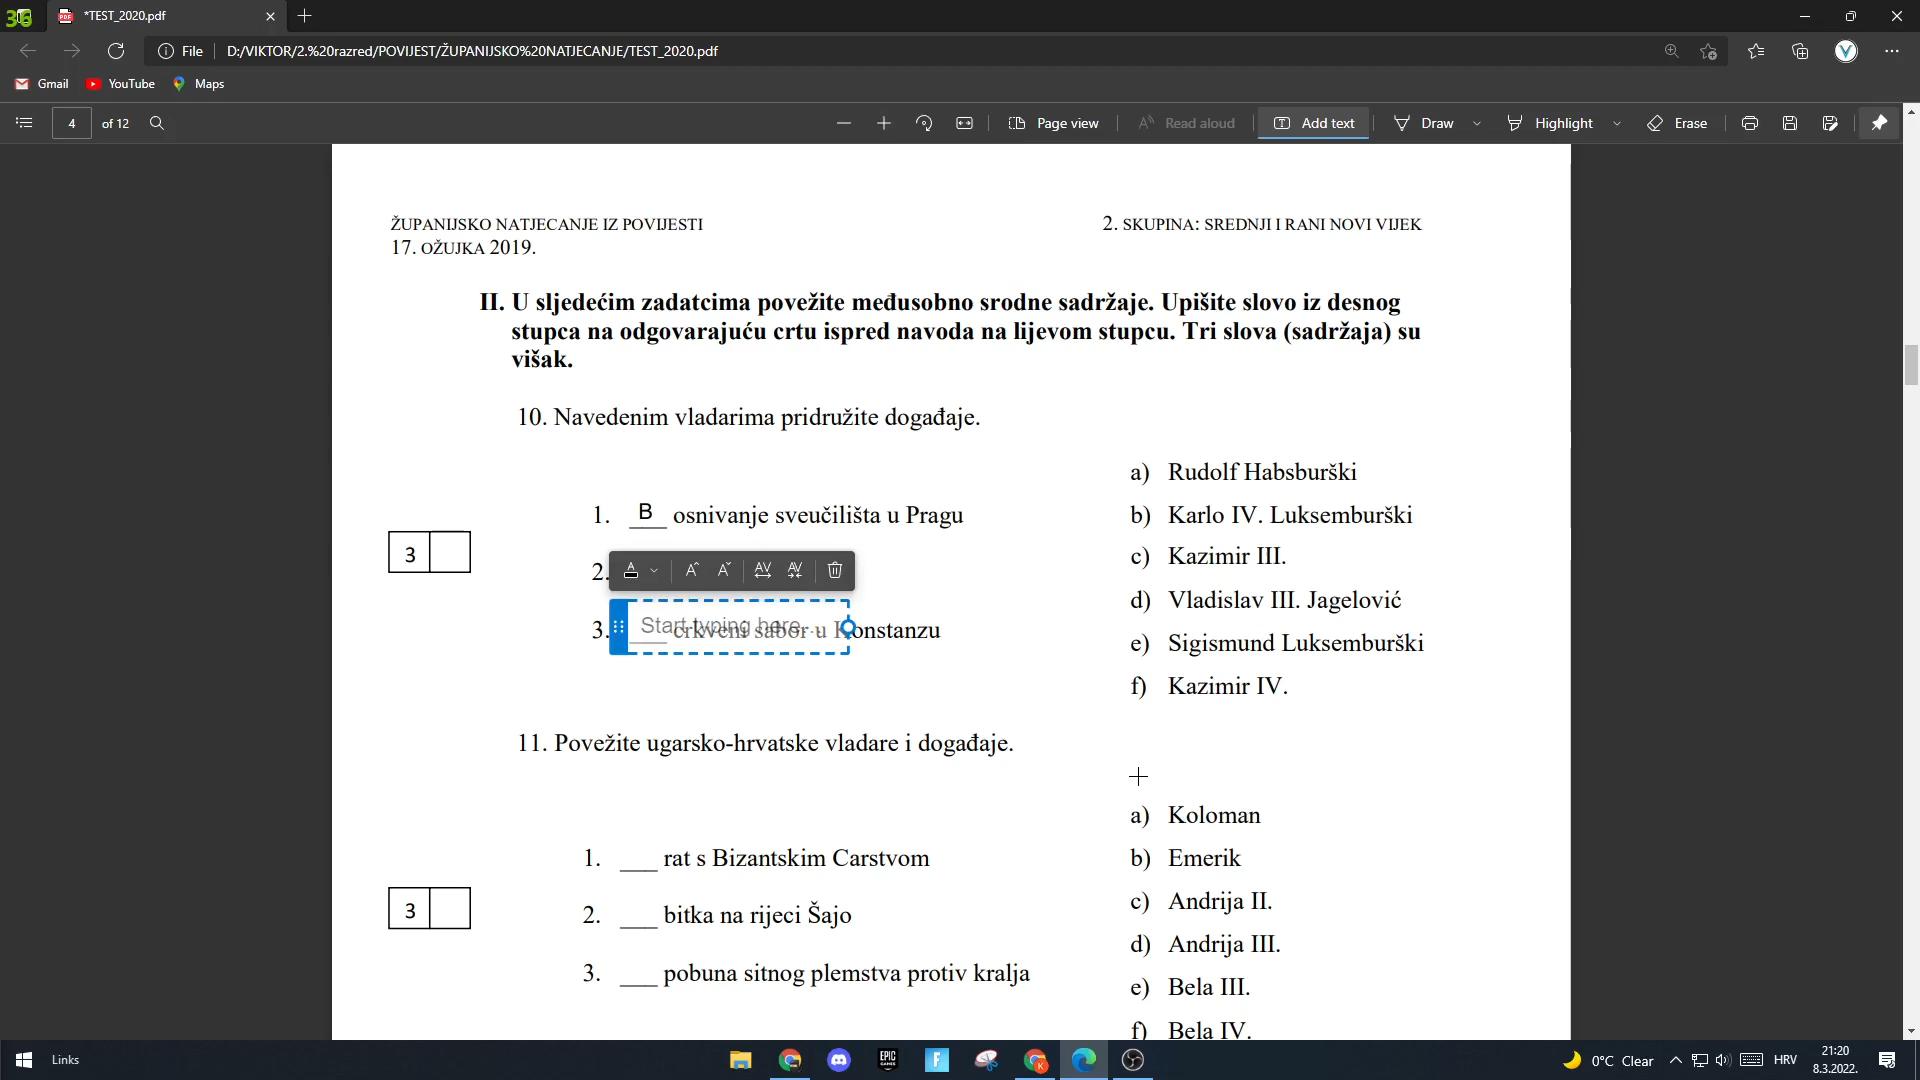 36
*TEST_2020.pdf
File
D:/VIKTOR/2.%20razred/POVIJEST/ŽUPANIJSKO%20NATJECANJE/TEST_2020.pdf
Gmail YouTube Maps
4 of 12
Page view Read aloud Add text Draw Highlight Erase
ŽUPANIJSKO NATJECANJE IZ POVIJESTI 2. SKUPINA: SREDNJI I RANI NOVI VIJEK
17. OŽUJKA 2019.
II. U sljedećim zadatcima povežite međusobno srodne sadržaje. Upišite slovo iz desnog
stupca na odgovarajuću crtu ispred navoda na lijevom stupcu. Tri slova (sadržaja) su
višak.
10. Navedenim vladarima pridružite događaje.
a) Rudolf Habsburški
1. B osnivanje sveučilišta u Pragu
b) Karlo IV. Luksemburški
3
c) Kazimir III.
2.
d) Vladislav III. Jagelović
3. ___ crkveni sabor u Konstanzu
Start typing here...
e) Sigismund Luksemburški
f) Kazimir IV.
11. Povežite ugarsko-hrvatske vladare i događaje.
a) Koloman
1. ___ rat s Bizantskim Carstvom
b) Emerik
3
c) Andrija II.
2. ___ bitka na rijeci Šajo
d) Andrija III.
3. ___ pobuna sitnog plemstva protiv kralja
e) Bela III.
f) Bela IV.
Links
EPIC GAMES
0°C Clear
HRV
21:20
8.3.2022.